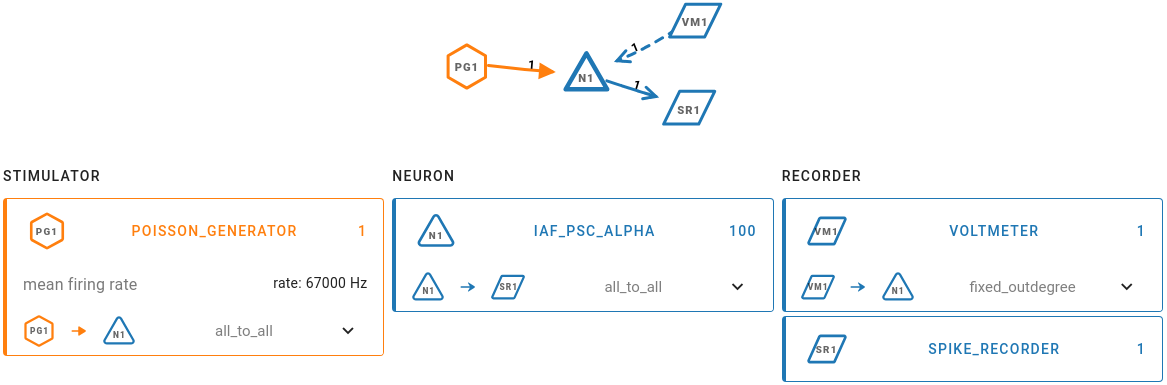 VM1
PG1
1
1
N1
1
SR1
STIMULATOR
PG1 POISSON_GENERATOR 1
mean firing rate rate: 67000 Hz
PG1 N1 all_to_all
NEURON
N1 IAF_PSC_ALPHA 100
N1 SR1 all_to_all
RECORDER
VM1 VOLTMETER 1
VM1 N1 fixed_outdegree
SR1 SPIKE_RECORDER 1